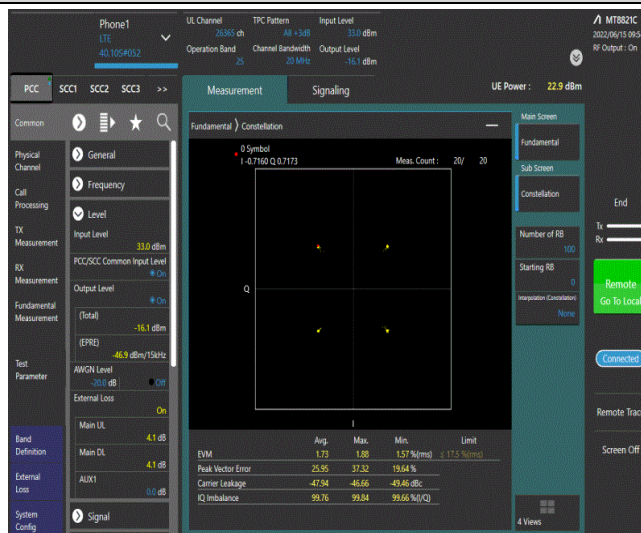 Phone1
LTE
40.10S#052
UL Channel
26365 ch
TPC Pattern
All +3dB
Input Level
33.0 dBm
Operation Band
25
Channel Bandwidth
20 MHz
Output Level
-16.1 dBm
MT8821C
2022/06/15 09:5
RF Output : On
PCC SCC1 SCC2 SCC3 >>
Measurement
Signaling
UE Power : 22.9 dBm
Common
Physical
Channel
Call
Processing
TX
Measurement
RX
Measurement
Fundamental
Measurement
Test
Parameter
Band
Definition
External
Loss
System
Config
General
Frequency
Level
Input Level
33.0 dBm
PCC/SCC Common Input Level
On
Output Level
On
(Total)
-16.1 dBm
(EPRE)
-46.9 dBm/15kHz
AWGN Level
-20.0 dB
Off
External Loss
On
Main UL
4.1 dB
Main DL
4.1 dB
AUX1
0.0 dB
Signal
Fundamental 〉 Constellation
0 Symbol
I -0.7160 Q 0.7173
Meas. Count : 20/ 20
Q
I
Avg. Max. Min. Limit
EVM 1.73 1.88 1.57 %(rms) ≤ 17.5 %(rms)
Peak Vector Error 25.95 37.32 19.64 %
Carrier Leakage -47.94 -46.66 -49.46 dBc
IQ Imbalance 99.76 99.84 99.66 %(I/Q)
Main Screen
Fundamental
Sub Screen
Constellation
Number of RB
100
Starting RB
0
Interpolation (Constellation)
None
4 Views
End
Tx
Rx
Remote
Go To Local
Connected
Remote Trac
Screen Off